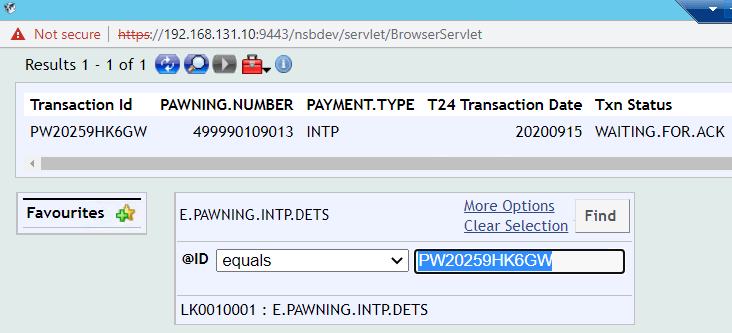 Not secure https://192.168.131.10:9443/nsbdev/servlet/BrowserServlet
Results 1 - 1 of 1
Transaction Id PAWNING.NUMBER PAYMENT.TYPE T24 Transaction Date Txn Status
PW20259HK6GW 499990109013 INTP 20200915 WAITING.FOR.ACK
Favourites
E.PAWNING.INTP.DETS
More Options
Clear Selection
Find
@ID equals PW20259HK6GW
LK0010001 : E.PAWNING.INTP.DETS